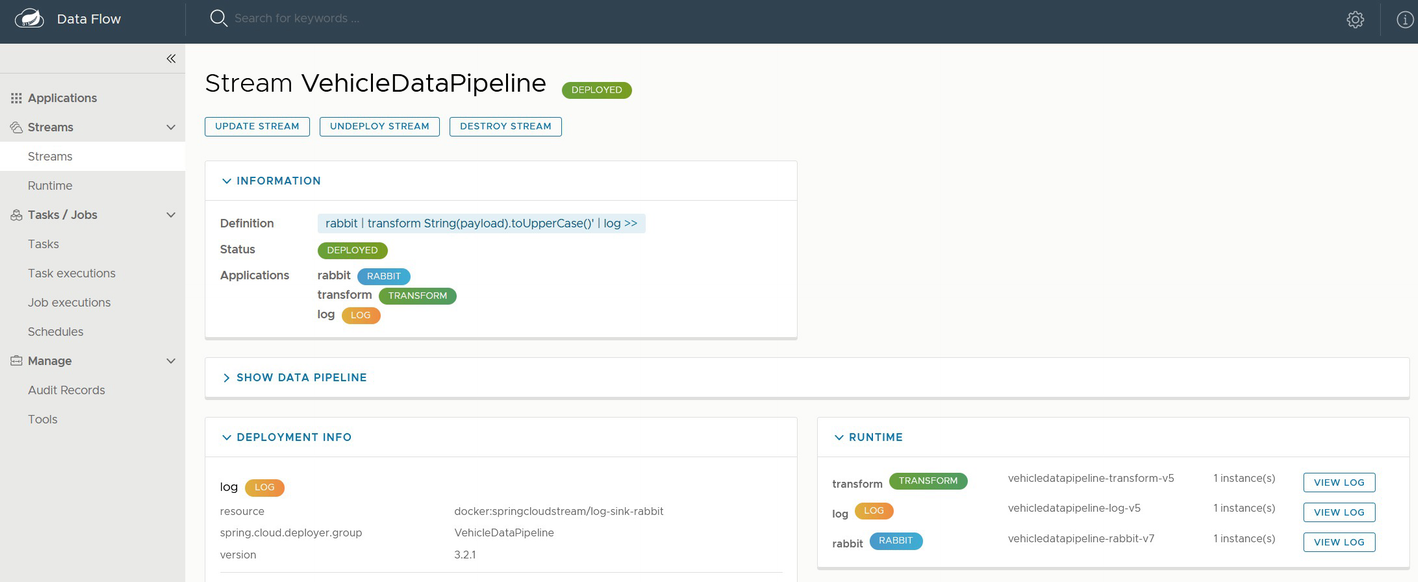 Data Flow
Search for keywords ...
Applications
Streams
Streams
Runtime
Tasks / Jobs
Tasks
Task executions
Job executions
Schedules
Manage
Audit Records
Tools
Stream VehicleDataPipeline DEPLOYED
UPDATE STREAM UNDEPLOY STREAM DESTROY STREAM
INFORMATION
Definition rabbit | transform String(payload).toUpperCase()' | log >>
Status DEPLOYED
Applications rabbit RABBIT
transform TRANSFORM
log LOG
SHOW DATA PIPELINE
DEPLOYMENT INFO
log LOG
resource docker:springcloudstream/log-sink-rabbit
spring.cloud.deployer.group VehicleDataPipeline
version 3.2.1
RUNTIME
transform TRANSFORM vehicledatapipeline-transform-v5 1 instance(s) VIEW LOG
log LOG vehicledatapipeline-log-v5 1 instance(s) VIEW LOG
rabbit RABBIT vehicledatapipeline-rabbit-v7 1 instance(s) VIEW LOG